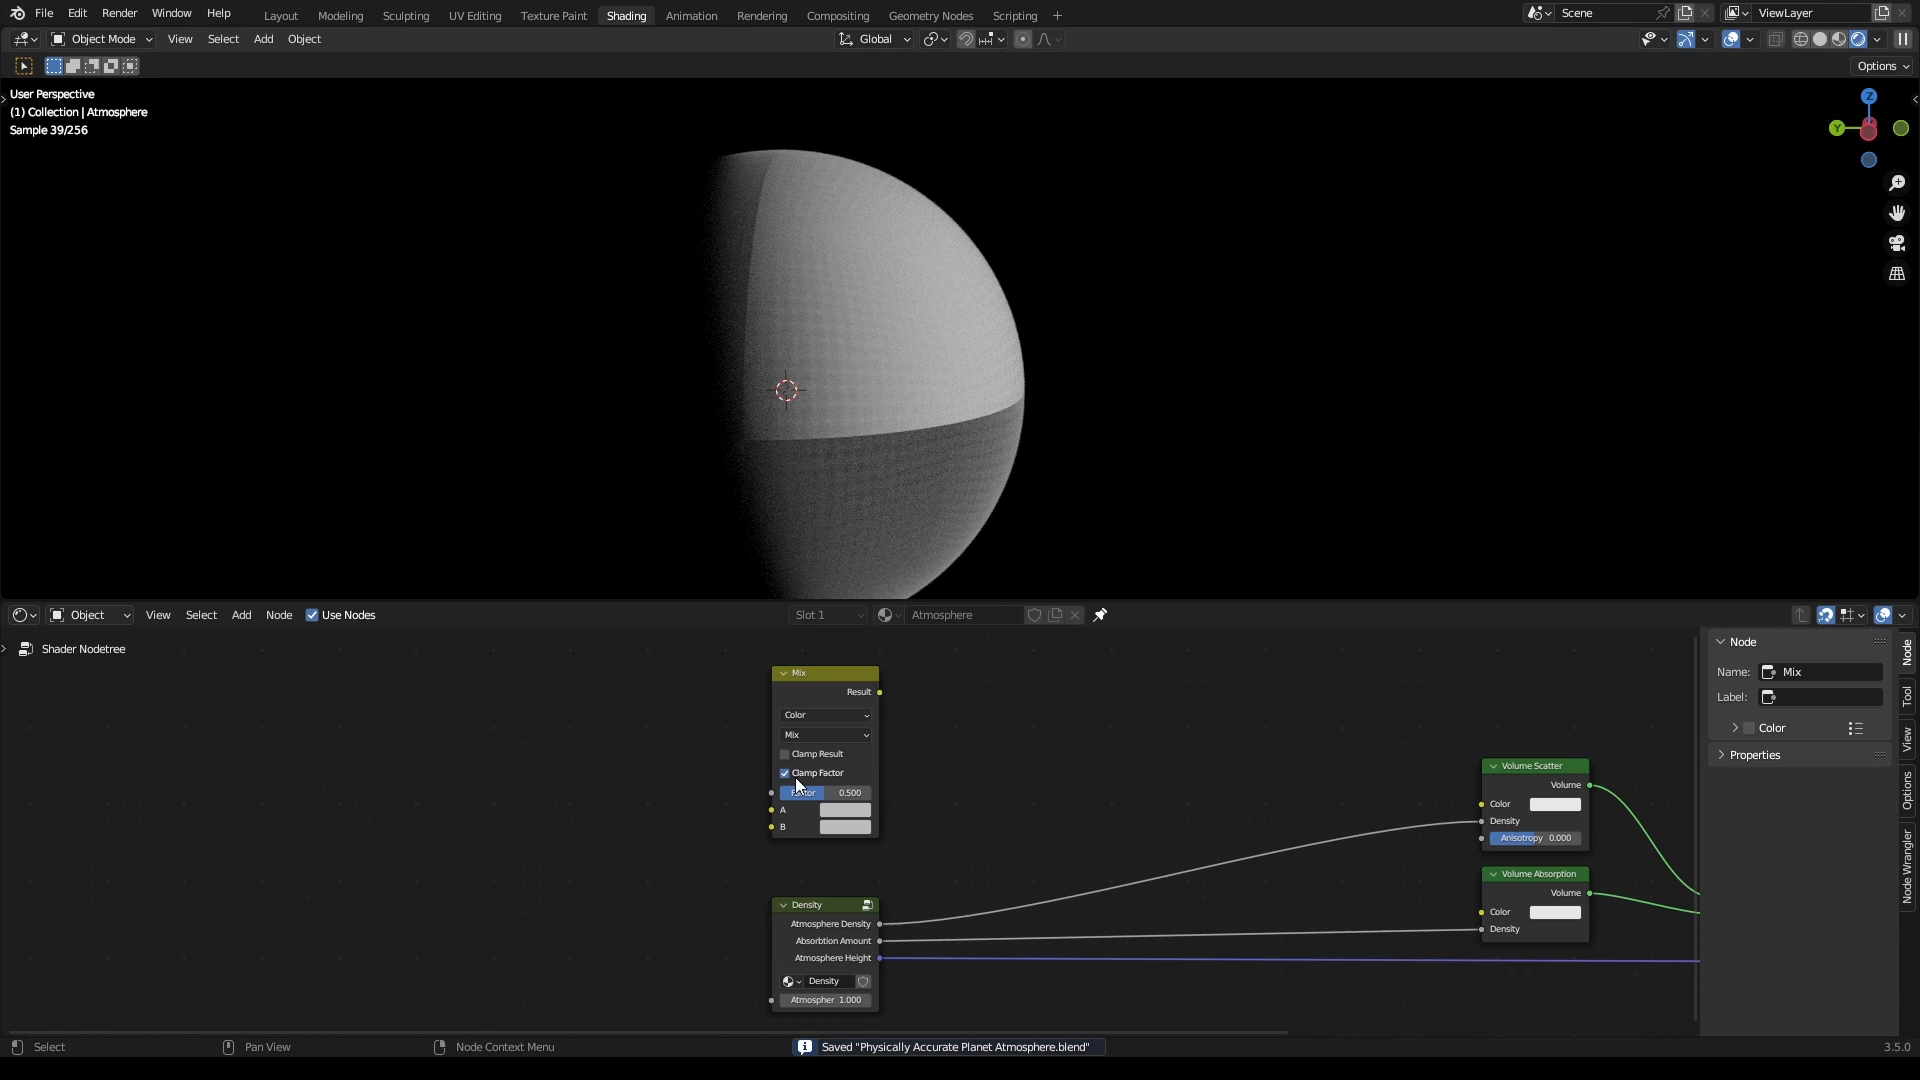 File Edit Render Window Help Layout Modeling Sculpting UV Editing Texture Paint Shading Animation Rendering Compositing Geometry Nodes Scripting + Scene ViewLayer
Object Mode View Select Add Object Global
Options
User Perspective
(1) Collection | Atmosphere
Sample 39/256
Z
Y
Object View Select Add Node Use Nodes Slot 1 Atmosphere
Shader Nodetree
Mix
Result
Color
Mix
Clamp Result
Clamp Factor
0.500
A
B
Density
Atmosphere Density
Absorbtion Amount
Atmosphere Height
Density
Atmospher 1.000
Volume Scatter
Volume
Color
Density
Anisotropy 0.000
Volume Absorption
Volume
Color
Density
Node
Name: Mix
Label:
Color
Properties
Node
Tool
View
Options
Node Wrangler
Select Pan View Node Context Menu Saved "Physically Accurate Planet Atmosphere.blend" 3.5.0